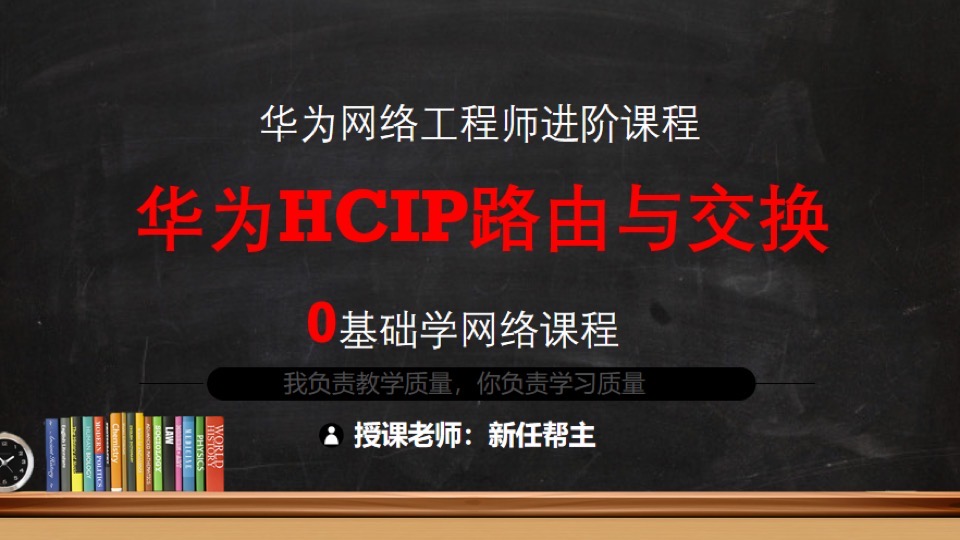 华为网络工程师进阶课程
华为HCIP路由与交换
0基础学网络课程
我负责教学质量，你负责学习质量
授课老师：新任帮主
HUMAN BIOLOGY
MODERN POLITICS
Chemistry
SOCIOLOGY
LAW
MEDICINE
PHYSICS
WORLD HISTORY